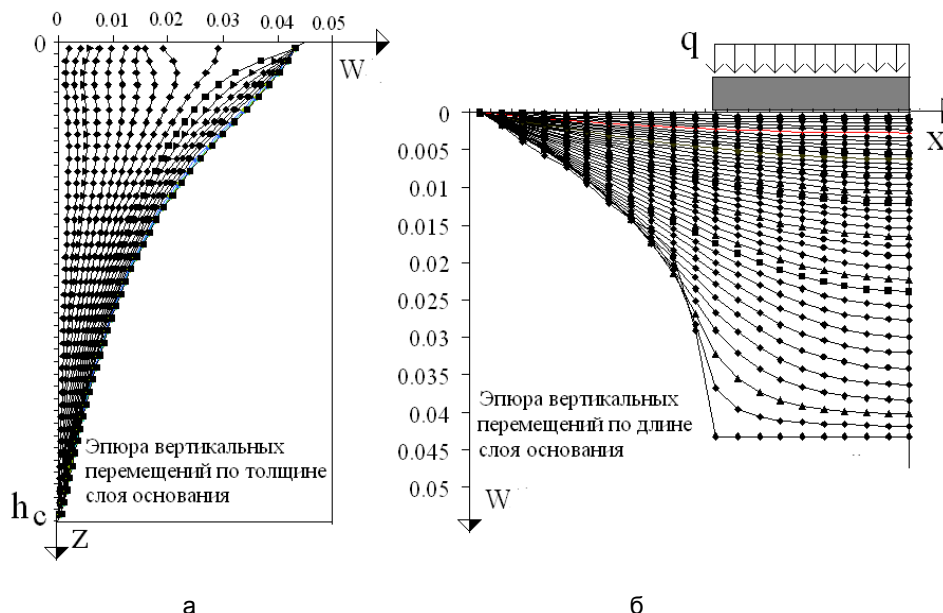 0 0.01 0.02 0.03 0.04 0.05
0
W
Эпюра вертикальных
перемещений по толщине
слоя основания
hc
Z
а
q
0
X
0.005
0.01
0.015
0.02
0.025
0.03
0.035
0.04
0.045
0.05
Эпюра вертикальных
перемещений по длине
слоя основания
W
б